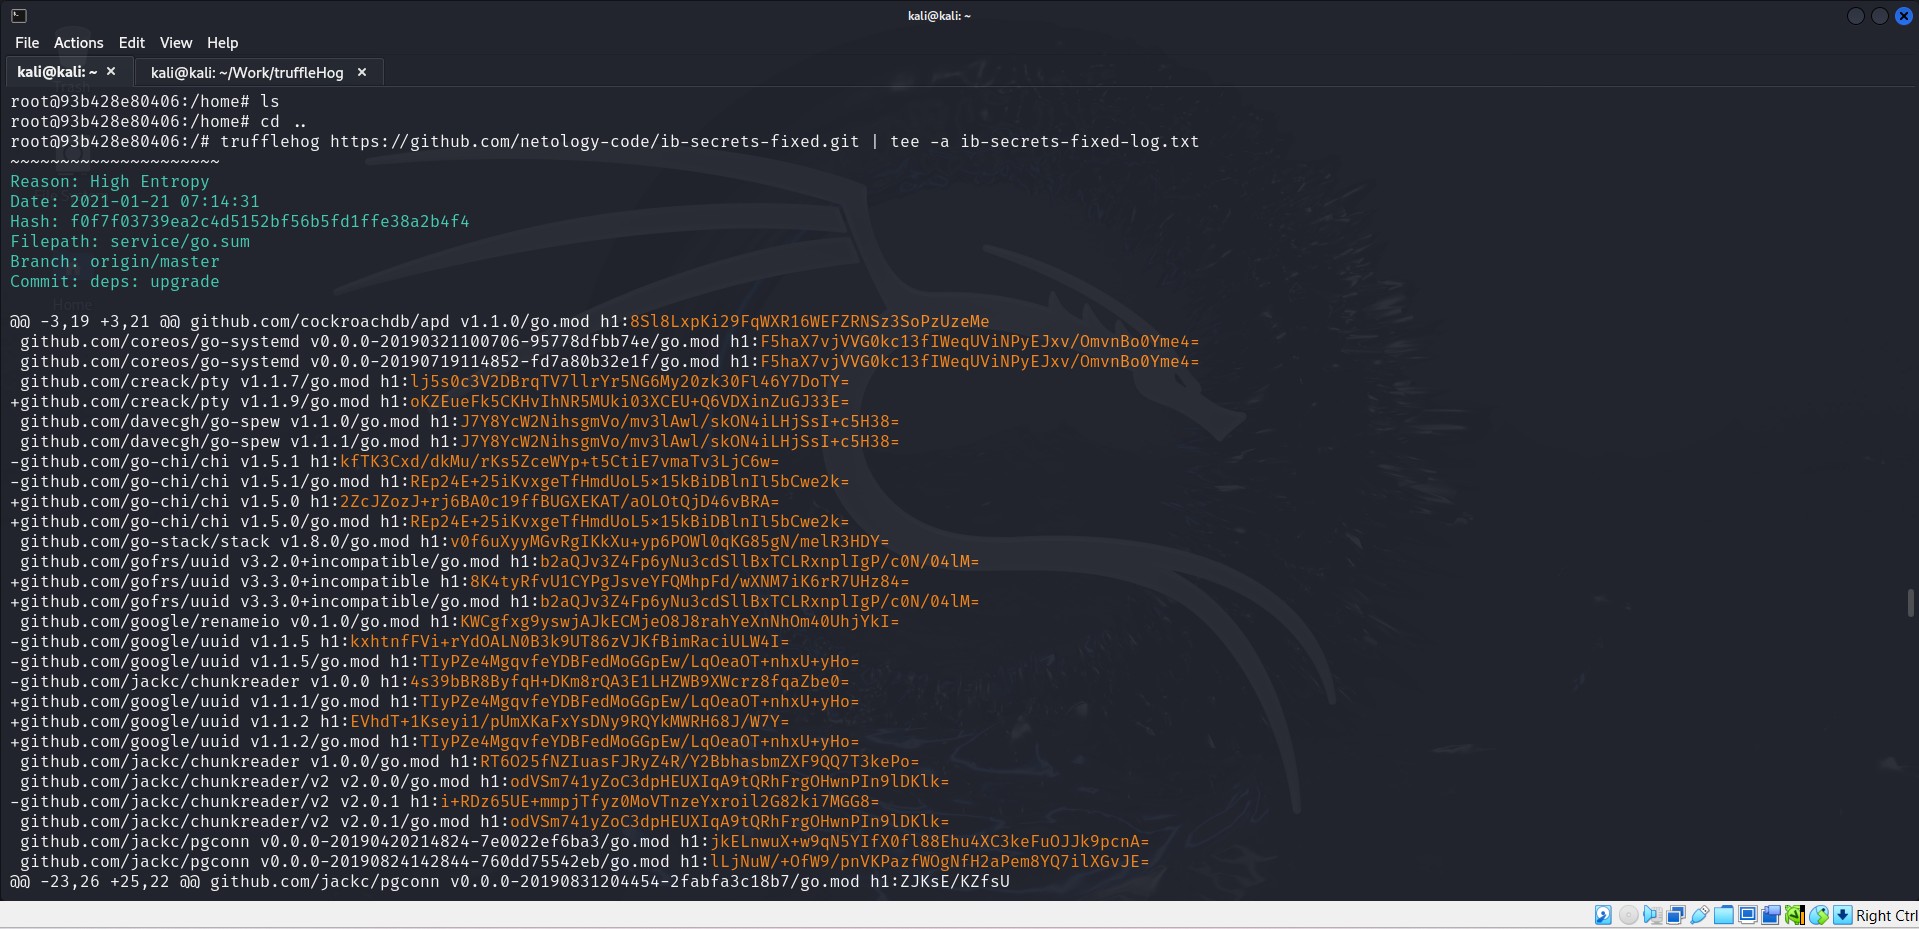 kali@kali: ~
File Actions Edit View Help
kali@kali: ~ × kali@kali: ~/Work/truffleHog ×
root@93b428e80406:/home# ls
root@93b428e80406:/home# cd ..
root@93b428e80406:/# trufflehog https://github.com/netology-code/ib-secrets-fixed.git | tee -a ib-secrets-fixed-log.txt
~~~~~~~~~~~~~~~~~~~~~
Reason: High Entropy
Date: 2021-01-21 07:14:31
Hash: f0f7f03739ea2c4d5152bf56b5fd1ffe38a2b4f4
Filepath: service/go.sum
Branch: origin/master
Commit: deps: upgrade
Home
@@ -3,19 +3,21 @@ github.com/cockroachdb/apd v1.1.0/go.mod h1:8Sl8LxpKi29FqWXR16WEFZRNSz3SoPzUzeMe
github.com/coreos/go-systemd v0.0.0-20190321100706-95778dfbb74e/go.mod h1:F5haX7vjVVG0kc13fIWeqUViNPyEJxv/OmvnBo0Yme4=
github.com/coreos/go-systemd v0.0.0-20190719114852-fd7a80b32e1f/go.mod h1:F5haX7vjVVG0kc13fIWeqUViNPyEJxv/OmvnBo0Yme4=
github.com/creack/pty v1.1.7/go.mod h1:lj5s0c3V2DBrqTV7llrYr5NG6My20zk30Fl46Y7DoTY=
+github.com/creack/pty v1.1.9/go.mod h1:oKZEueFk5CKHvIhNR5MUki03XCEU+Q6VDXinZuGJ33E=
github.com/davecgh/go-spew v1.1.0/go.mod h1:J7Y8YcW2NihsgmVo/mv3lAwl/skON4iLHjSsI+c5H38=
github.com/davecgh/go-spew v1.1.1/go.mod h1:J7Y8YcW2NihsgmVo/mv3lAwl/skON4iLHjSsI+c5H38=
-github.com/go-chi/chi v1.5.1 h1:kfTK3Cxd/dkMu/rKs5ZceWYp+t5CtiE7vmaTv3LjC6w=
-github.com/go-chi/chi v1.5.1/go.mod h1:REp24E+25iKvxgeTfHmdUoL5×15kBiDBlnIl5bCwe2k=
+github.com/go-chi/chi v1.5.0 h1:2ZcJZozJ+rj6BA0c19ffBUGXEKAT/aOLOtQjD46vBRA=
+github.com/go-chi/chi v1.5.0/go.mod h1:REp24E+25iKvxgeTfHmdUoL5×15kBiDBlnIl5bCwe2k=
github.com/go-stack/stack v1.8.0/go.mod h1:v0f6uXyyMGvRgIKkXu+yp6POWl0qKG85gN/melR3HDY=
github.com/gofrs/uuid v3.2.0+incompatible/go.mod h1:b2aQJv3Z4Fp6yNu3cdSllBxTCLRxnplIgP/c0N/04lM=
+github.com/gofrs/uuid v3.3.0+incompatible h1:8K4tyRfvU1CYPgJsveYFQMhpFd/wXNM7iK6rR7UHz84=
+github.com/gofrs/uuid v3.3.0+incompatible/go.mod h1:b2aQJv3Z4Fp6yNu3cdSllBxTCLRxnplIgP/c0N/04lM=
github.com/google/renameio v0.1.0/go.mod h1:KWCgfxg9yswjAJkECMjeO8J8rahYeXnNhOm40UhjYkI=
-github.com/google/uuid v1.1.5 h1:kxhtnfFVi+rYdOALN0B3k9UT86zVJKfBimRaciULW4I=
-github.com/google/uuid v1.1.5/go.mod h1:TIyPZe4MgqvfeYDBFedMoGGpEw/LqOeaOT+nhxU+yHo=
-github.com/jackc/chunkreader v1.0.0 h1:4s39bBR8ByfqH+DKm8rQA3E1LHZWB9XWcrz8fqaZbe0=
+github.com/google/uuid v1.1.1/go.mod h1:TIyPZe4MgqvfeYDBFedMoGGpEw/LqOeaOT+nhxU+yHo=
+github.com/google/uuid v1.1.2 h1:EVhdT+1Kseyi1/pUmXKaFxYsDNy9RQYkMWRH68J/W7Y=
+github.com/google/uuid v1.1.2/go.mod h1:TIyPZe4MgqvfeYDBFedMoGGpEw/LqOeaOT+nhxU+yHo=
github.com/jackc/chunkreader v1.0.0/go.mod h1:RT6O25fNZIuasFJRyZ4R/Y2BbhasbmZXF9QQ7T3kePo=
github.com/jackc/chunkreader/v2 v2.0.0/go.mod h1:odVSm741yZoC3dpHEUXIqA9tQRhFrgOHwnPIn9lDKlk=
-github.com/jackc/chunkreader/v2 v2.0.1 h1:i+RDz65UE+mmpjTfyz0MoVTnzeYxroil2G82ki7MGG8=
github.com/jackc/chunkreader/v2 v2.0.1/go.mod h1:odVSm741yZoC3dpHEUXIqA9tQRhFrgOHwnPIn9lDKlk=
github.com/jackc/pgconn v0.0.0-20190420214824-7e0022ef6ba3/go.mod h1:jkELnwuX+w9qN5YIfX0fl88Ehu4XC3keFuOJJk9pcnA=
github.com/jackc/pgconn v0.0.0-20190824142844-760dd75542eb/go.mod h1:lLjNuW/+OfW9/pnVKPazfWOgNfH2aPem8YQ7ilXGvJE=
@@ -23,26 +25,22 @@ github.com/jackc/pgconn v0.0.0-20190831204454-2fabfa3c18b7/go.mod h1:ZJKsE/KZfsU
Right Ctrl